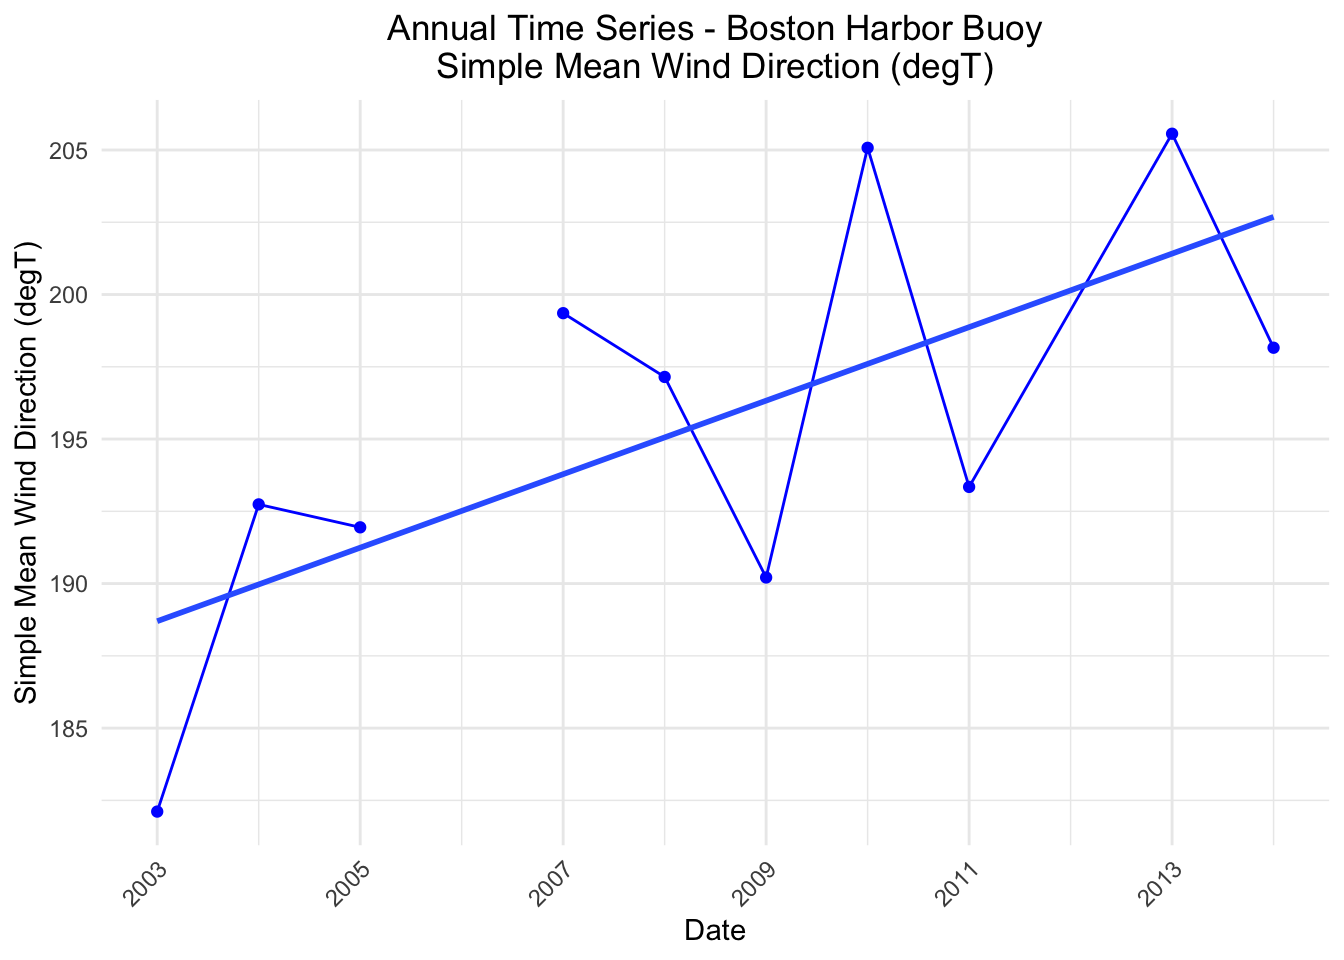 Annual Time Series - Boston Harbor Buoy
Simple Mean Wind Direction (degT)
Simple Mean Wind Direction (degT)
205
200
195
190
185
2003
2005
2007
2009
2011
2013
Date